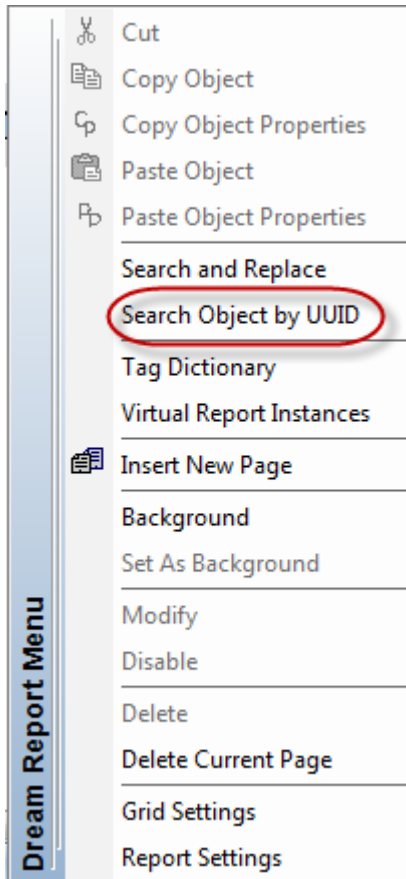 Cut
Copy Object
Copy Object Properties
Paste Object
Paste Object Properties
Search and Replace
Search Object by UUID
Tag Dictionary
Virtual Report Instances
Insert New Page
Background
Set As Background
Modify
Disable
Delete
Delete Current Page
Grid Settings
Report Settings
Dream Report Menu